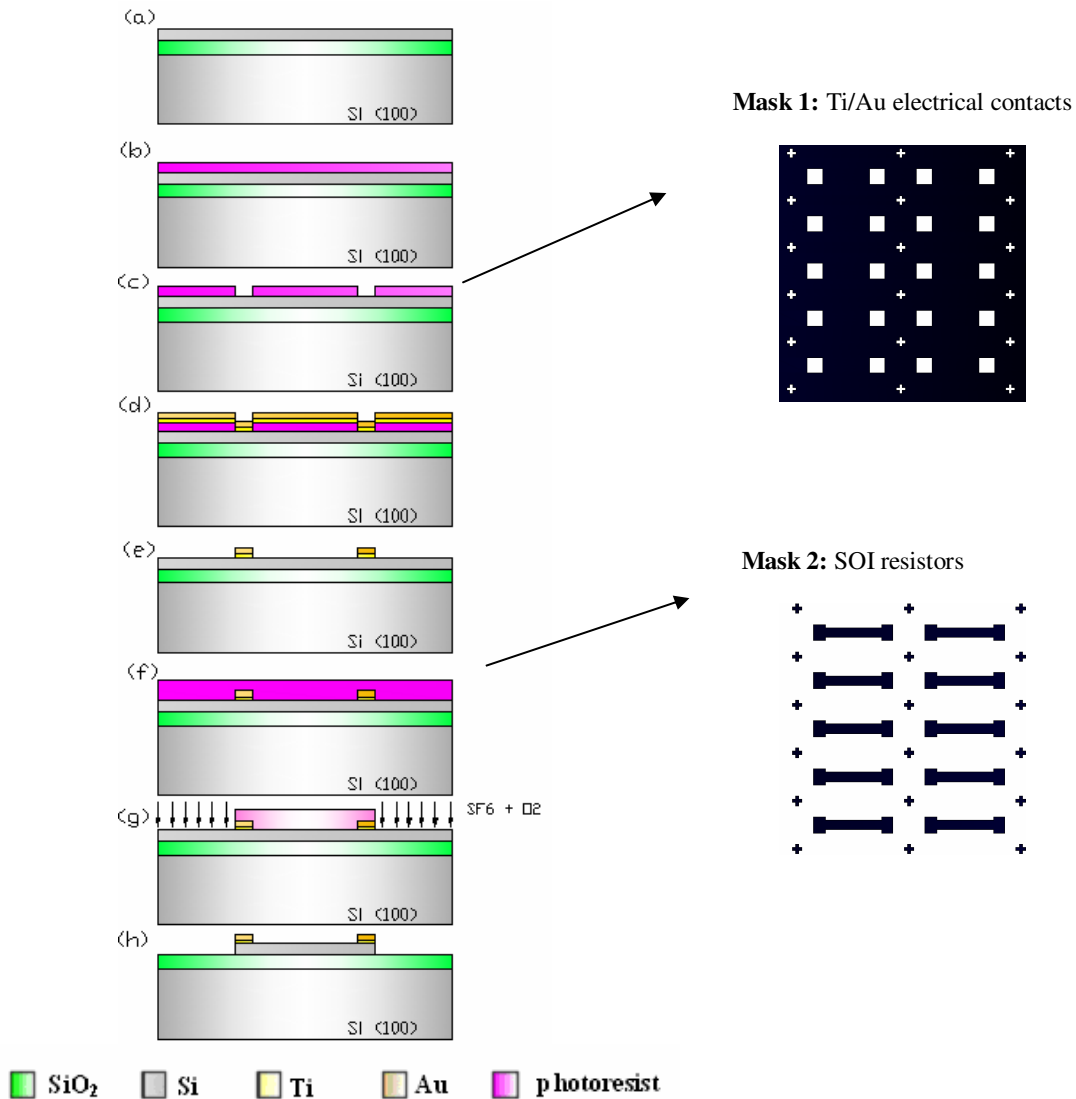 (a)
SI (100)
(b)
SI (100)
(c)
Si (100)
(d)
SI (100)
(e)
Si (100)
(f)
SI (100)
(g)
SF6 + O2
SI (100)
(h)
SI (100)
Mask 1: Ti/Au electrical contacts
Mask 2: SOI resistors
SiO₂ Si Ti Au photoresist